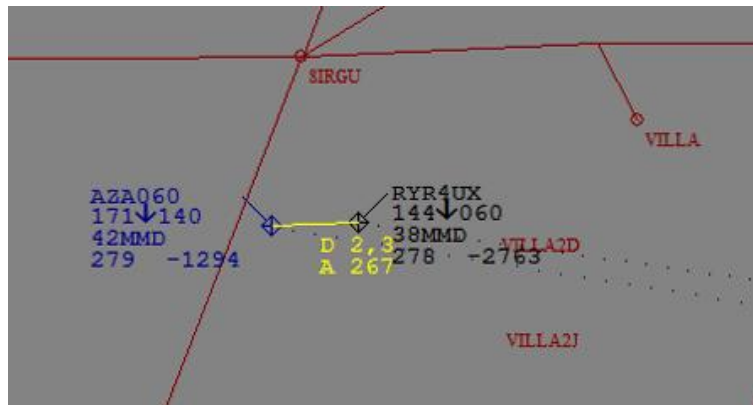 SIRGU
VILLA
AZA060
171↓140
42MMD
279 -1294
RYR4UX
144↓060
38MMD
278 -2763
D 2,3
A 267
VILLA2D
VILLA2J